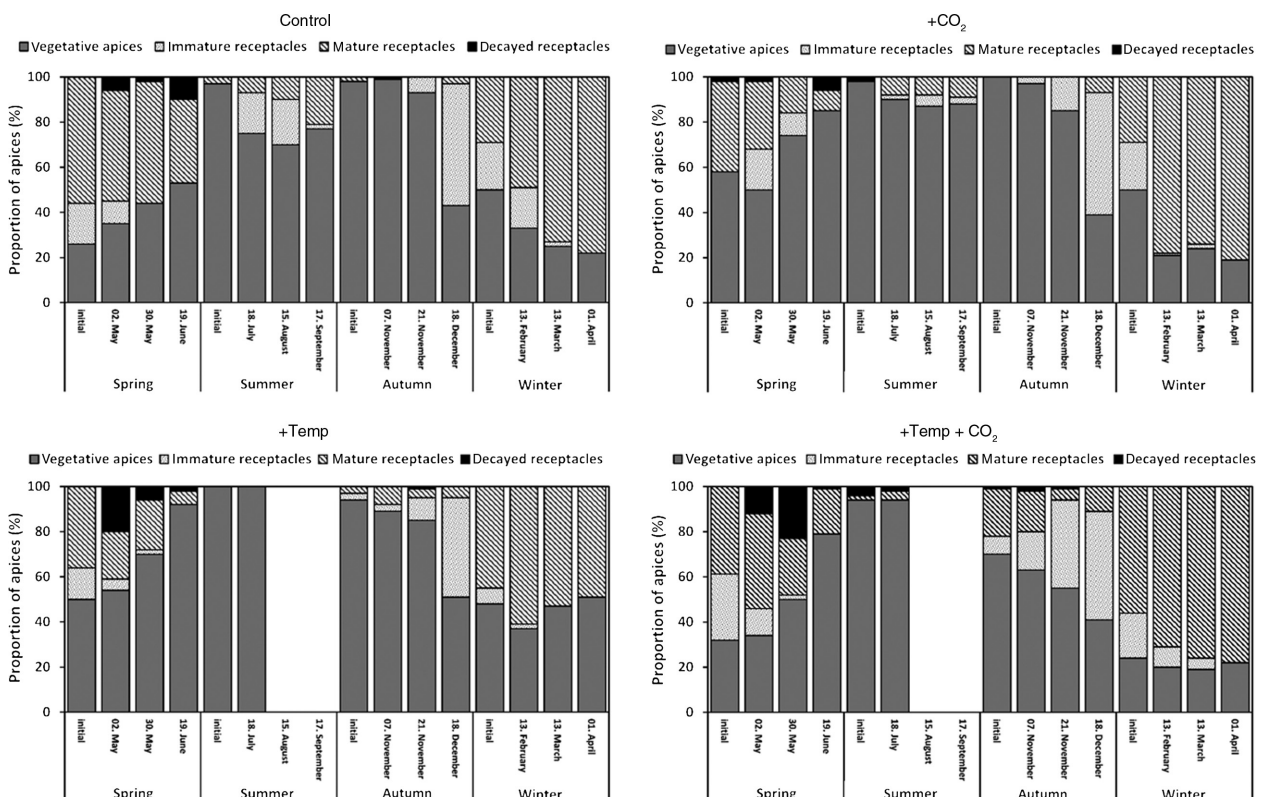 Control
Vegetative apices Immature receptacles Mature receptacles Decayed receptacles
Proportion of apices (%)
100
80
60
40
20
0
initial 02. May 30. May 19. June initial 18. July 15. August 17. September initial 07. November 21. November 18. December initial 13. February 13. March 01. April
Spring Summer Autumn Winter
+CO2
Vegetative apices Immature receptacles Mature receptacles Decayed receptacles
Proportion of apices (%)
100
80
60
40
20
0
initial 02. May 30. May 19. June initial 18. July 15. August 17. September initial 07. November 21. November 18. December initial 13. February 13. March 01. April
Spring Summer Autumn Winter
+Temp
Vegetative apices Immature receptacles Mature receptacles Decayed receptacles
Proportion of apices (%)
100
80
60
40
20
0
initial 02. May 30. May 19. June initial 18. July 15. August 17. September initial 07. November 21. November 18. December initial 13. February 13. March 01. April
Spring Summer Autumn Winter
+Temp + CO2
Vegetative apices Immature receptacles Mature receptacles Decayed receptacles
Proportion of apices (%)
100
80
60
40
20
0
initial 02. May 30. May 19. June initial 18. July 15. August 17. September initial 07. November 21. November 18. December initial 13. February 13. March 01. April
Spring Summer Autumn Winter